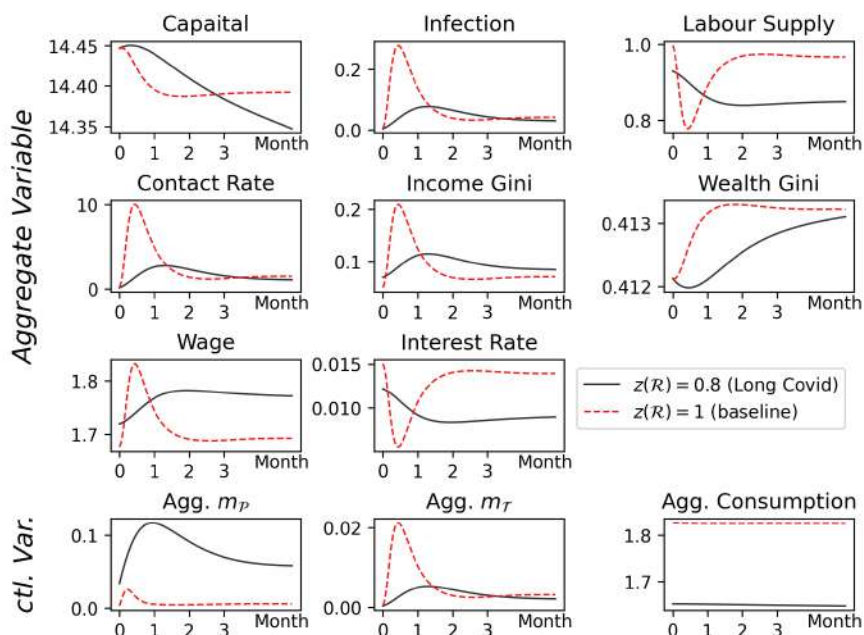 Aggregate Variable
Capaital
14.45
14.40
14.35
0 1 2 3
Month
Infection
0.2
0.0
0 1 2 3
Month
Labour Supply
1.0
0.8
0 1 2 3
Month
Contact Rate
10
5
0
0 1 2 3
Month
Income Gini
0.2
0.1
0 1 2 3
Month
Wealth Gini
0.413
0.412
0 1 2 3
Month
Wage
1.8
1.7
0 1 2 3
Month
Interest Rate
0.015
0.010
0 1 2 3
Month
z(ℛ) = 0.8 (Long Covid)
z(ℛ) = 1 (baseline)
ctl. Var.
Agg. m_𝒫
0.1
0.0
0 1 2 3
Month
Agg. m_𝒯
0.02
0.00
0 1 2 3
Month
Agg. Consumption
1.8
1.7
0 1 2 3
Month